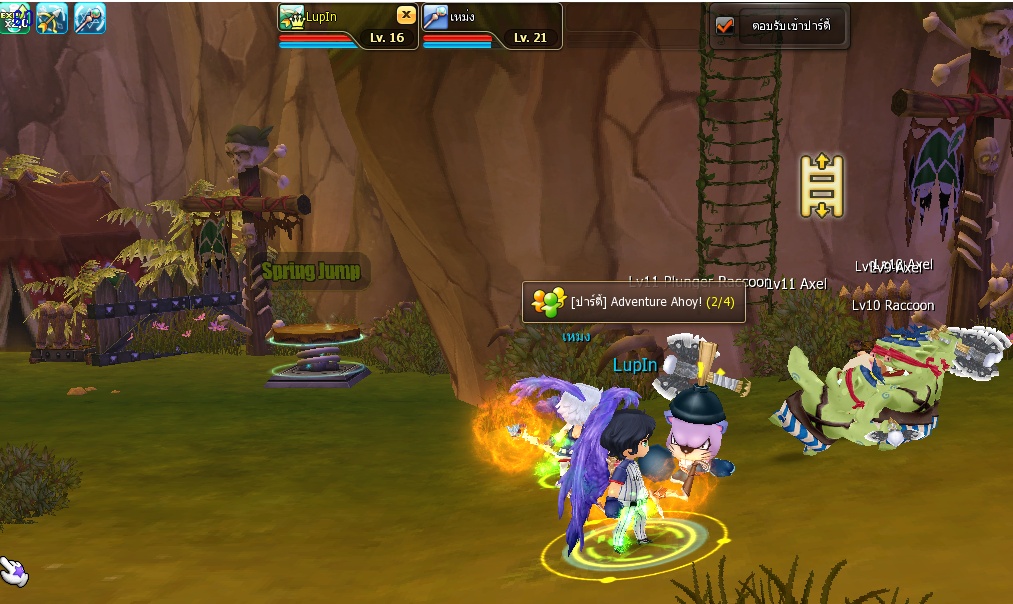 LupIn
Lv. 16
เหม่ง
Lv. 21
ตอบรับเข้าปาร์ตี้
Spring Jump
Lv11 Plunger Raccoon
Lv11 Axel
Axel
Lv10 Raccoon
[ปาร์ตี้] Adventure Ahoy! (2/4)
เหม่ง
LupIn